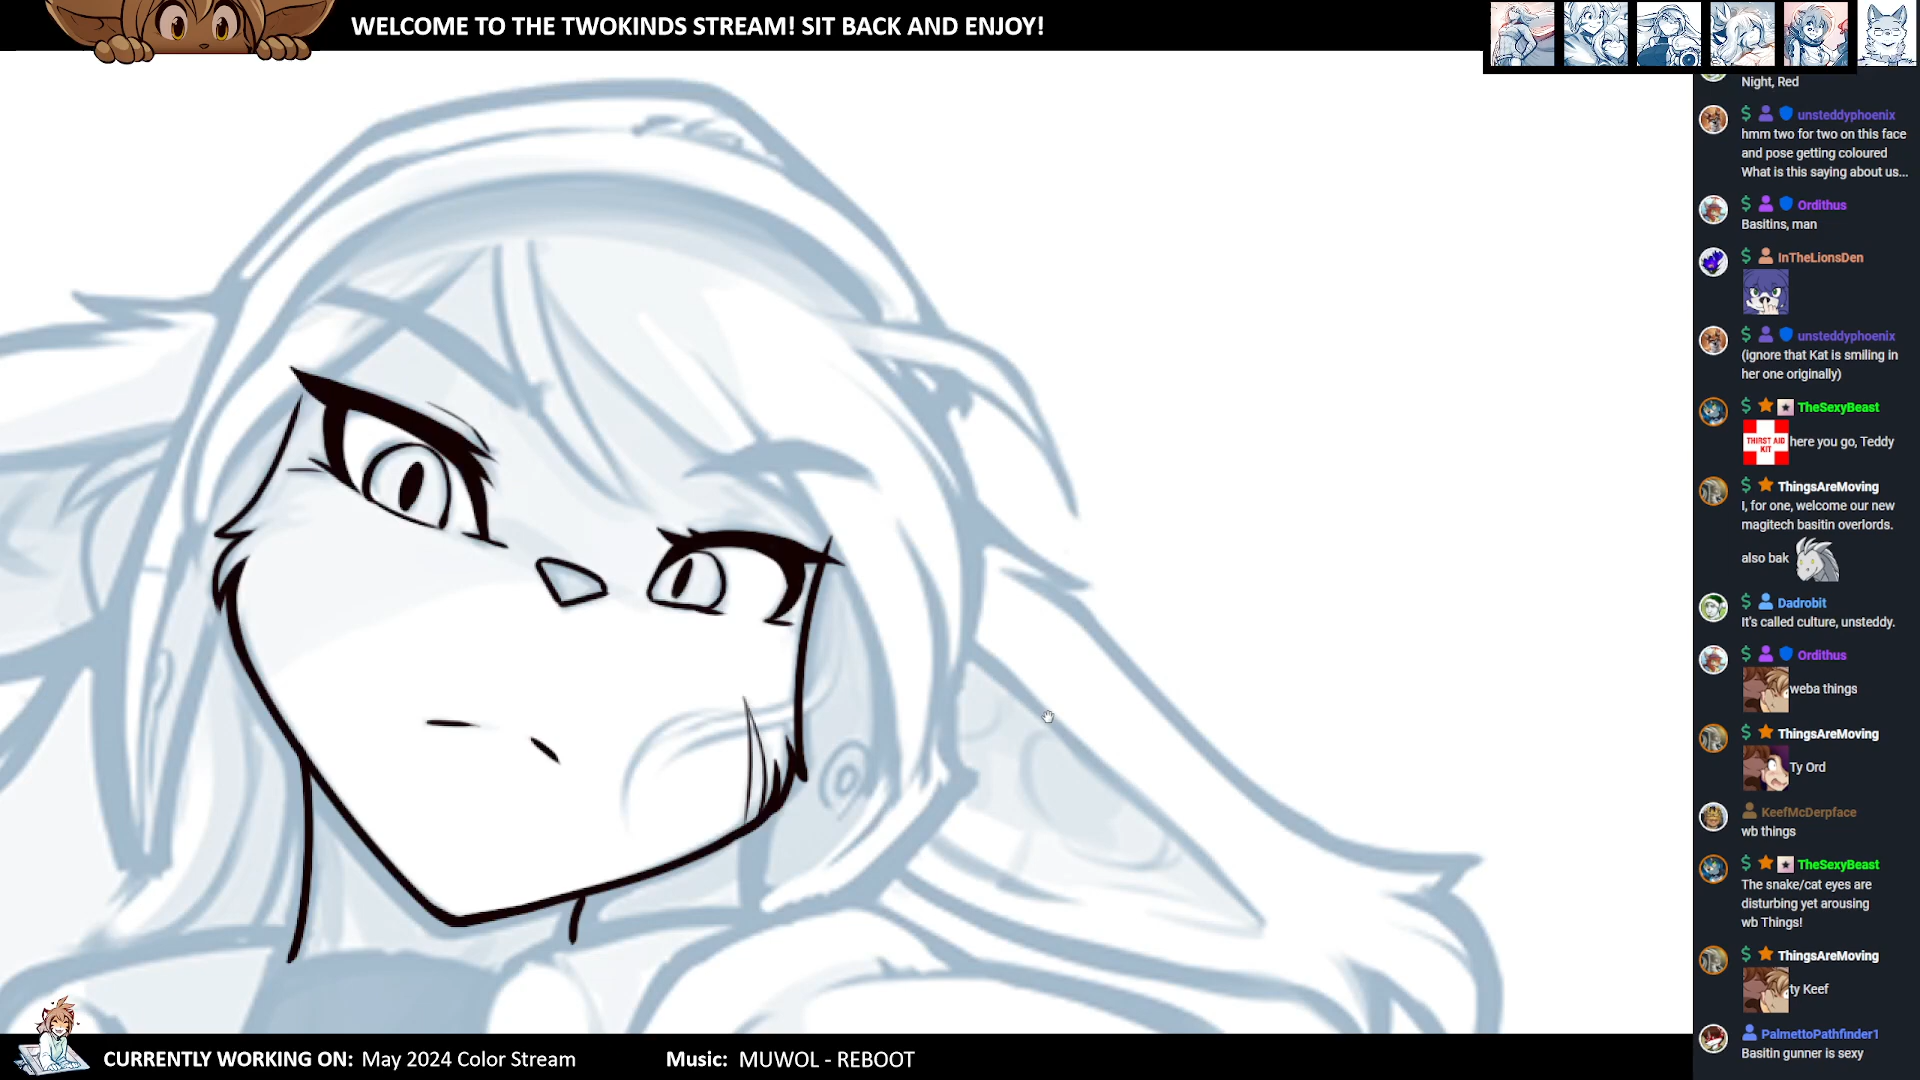 WELCOME TO THE TWOKINDS STREAM! SIT BACK AND ENJOY!
Night, Red
unsteddyphoenix
hmm two for two on this face
and pose getting coloured
What is this saying about us...
Ordithus
Basitins, man
InTheLionsDen
unsteddyphoenix
(ignore that Kat is smiling in
her one originally)
TheSexyBeast
THIRST AID
KIT
here you go, Teddy
ThingsAreMoving
I, for one, welcome our new
magitech basitin overlords.
also bak
Dadrobit
It's called culture, unsteddy.
Ordithus
weba things
ThingsAreMoving
Ty Ord
KeefMcDerpface
wb things
TheSexyBeast
The snake/cat eyes are
disturbing yet arousing
wb Things!
ThingsAreMoving
ty Keef
PalmettoPathfinder1
Basitin gunner is sexy
CURRENTLY WORKING ON: May 2024 Color Stream
Music: MUWOL - REBOOT